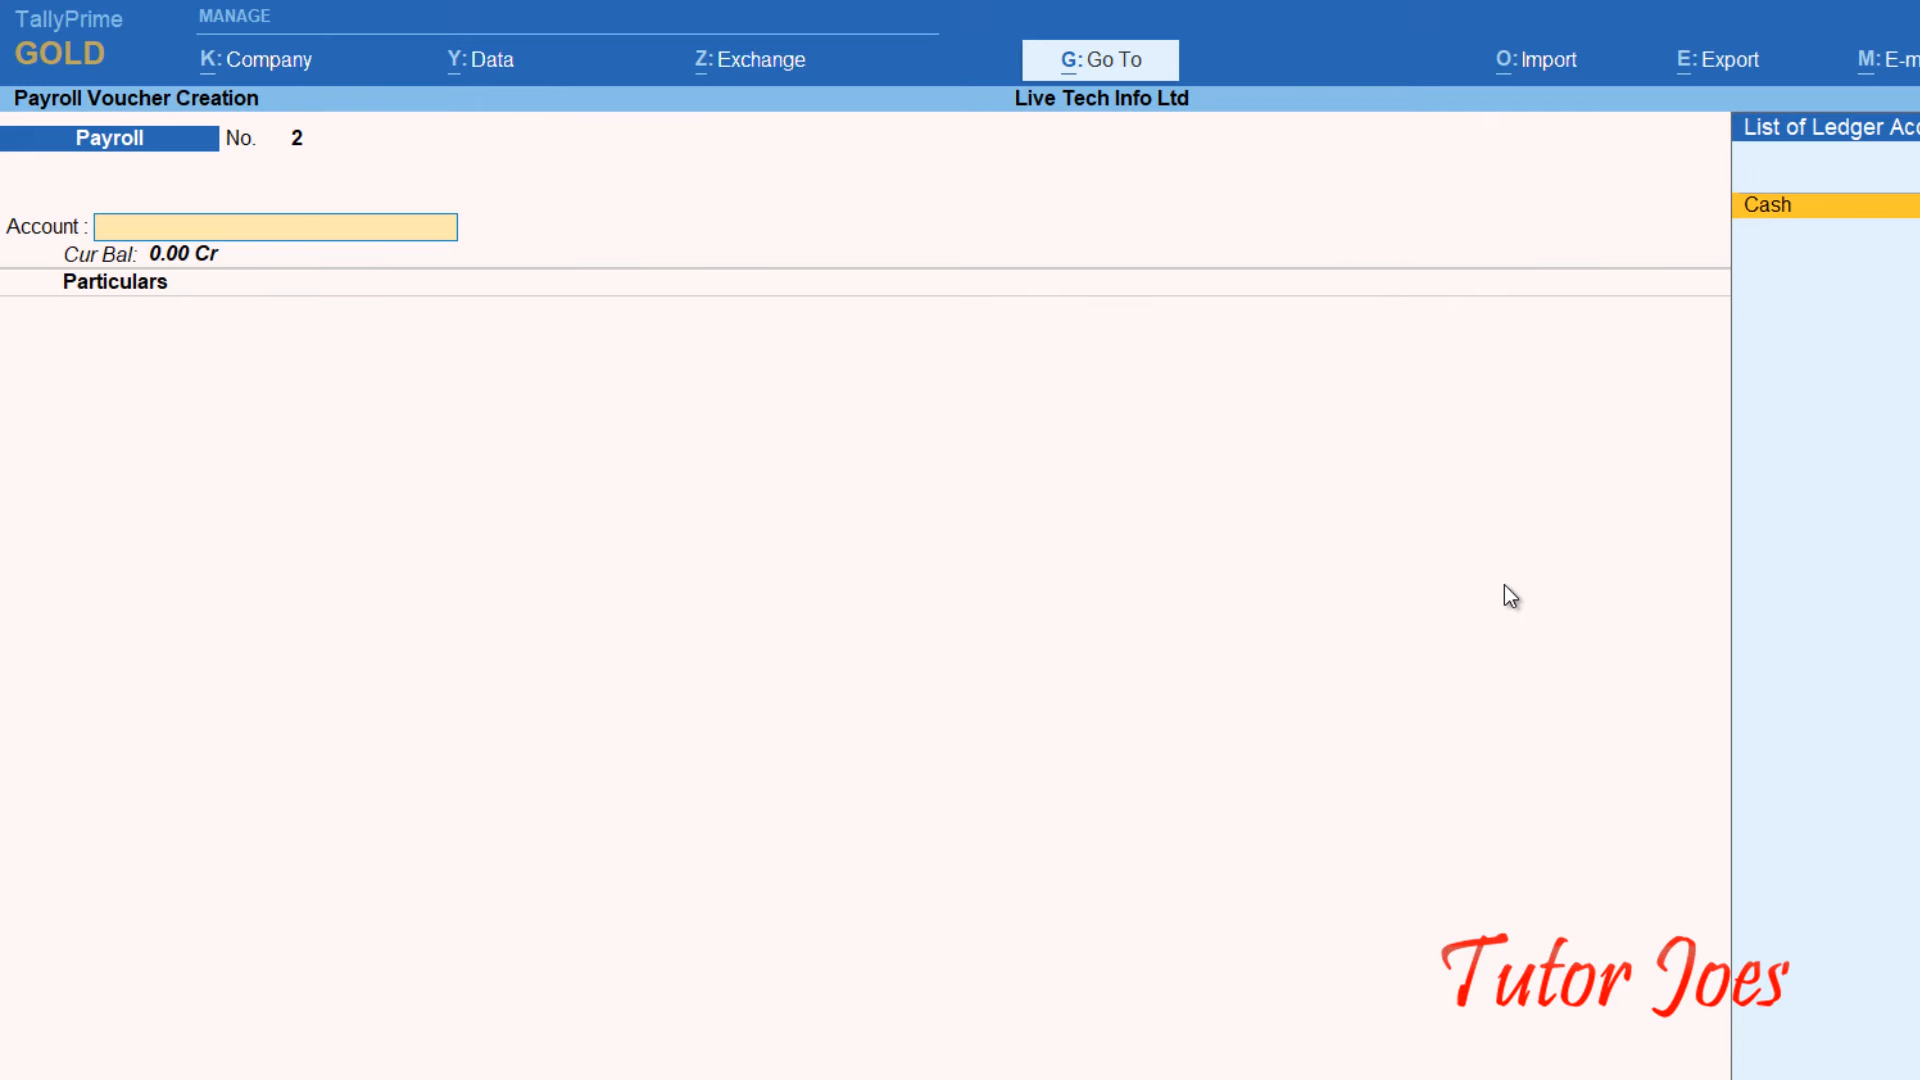 TallyPrime
GOLD
MANAGE
K: Company
Y: Data
Z: Exchange
G: Go To
O: Import
E: Export
M: E-m
Payroll Voucher Creation
Live Tech Info Ltd
Payroll No. 2
List of Ledger Acc
Cash
Account :
Cur Bal: 0.00 Cr
Particulars
Tutor Joes